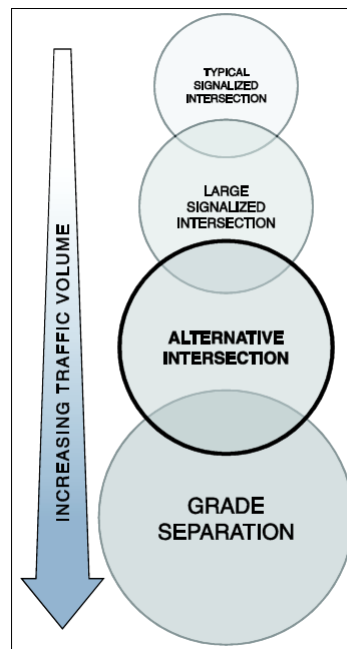 TYPICAL
SIGNALIZED
INTERSECTION
LARGE
SIGNALIZED
INTERSECTION
ALTERNATIVE
INTERSECTION
GRADE
SEPARATION
INCREASING TRAFFIC VOLUME